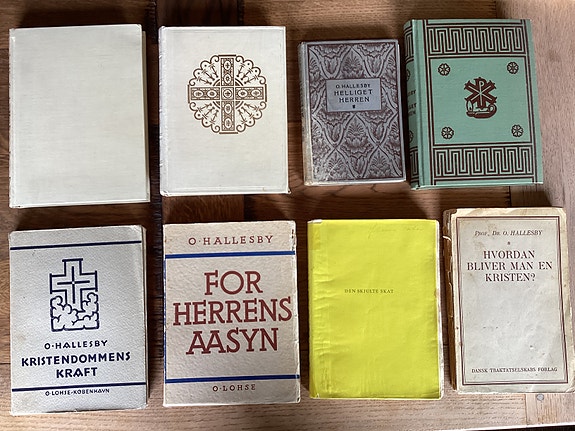 O. HALLESBY
HELLIGET
HERREN
O·HALLESBY
KRISTENDOMMENS
KRAFT
O·LOHSE·KØBENHAVN
O·HALLESBY
FOR
HERRENS
AASYN
O·LOHSE
DEN SKJULTE SKAT
PROF. DR. O. HALLESBY
HVORDAN
BLIVER MAN EN
KRISTEN?
DANSK TRAKTATSELSKABS FORLAG